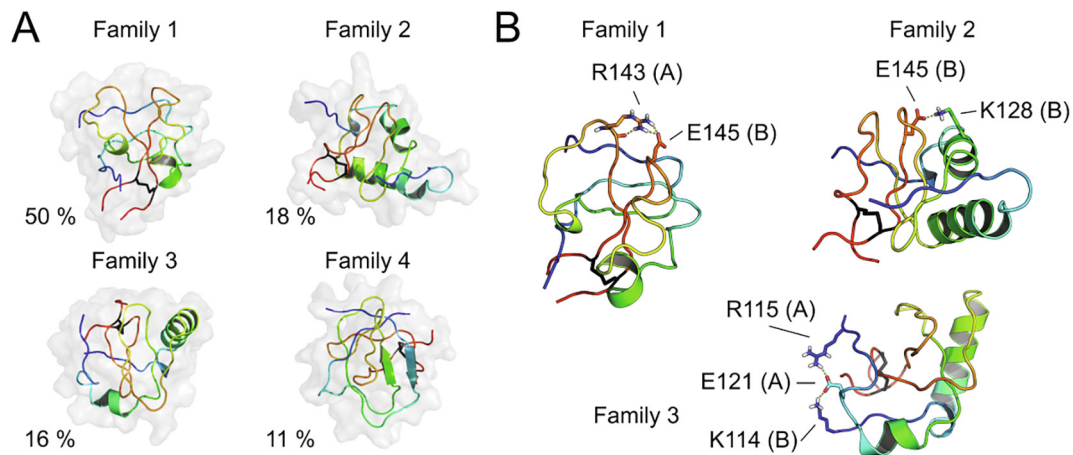 A
Family 1
Family 2
50 %
18 %
Family 3
Family 4
16 %
11 %
B
Family 1
Family 2
R143 (A)
E145 (B)
E145 (B)
K128 (B)
R115 (A)
E121 (A)
Family 3
K114 (B)